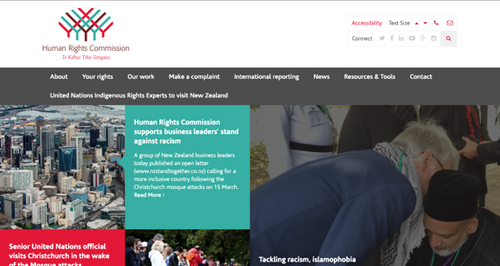 Accessibility Text Size
Human Rights Commission
Te Kāhui Tika Tangata
Connect
About Your rights Our work Make a complaint International reporting News Resources & Tools Contact
United Nations Indigenous Rights Experts to visit New Zealand
Human Rights Commission
supports business leaders' stand
against racism
A group of New Zealand business leaders
today published an open letter
(www.nzstandtogether.co.nz) calling for a
more inclusive country following the
Christchurch mosque attacks on 15 March.
Read More ›
Senior United Nations official
visits Christchurch in the wake
of the Mosque attacks
Tackling racism, islamophobia